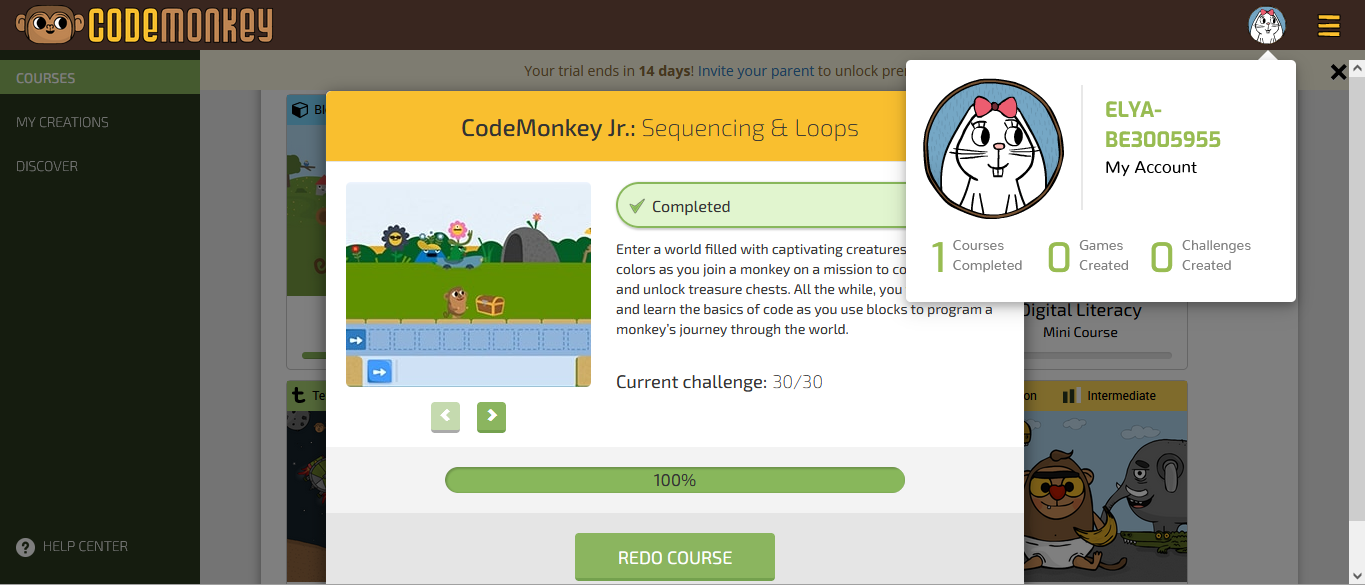 CODEMONKEY
COURSES
MY CREATIONS
DISCOVER
HELP CENTER
Your trial ends in 14 days! Invite your parent to unlock
CodeMonkey Jr.: Sequencing & Loops
Completed
Enter a world filled with captivating creatures
colors as you join a monkey on a mission to
and unlock treasure chests. All the while, you
and learn the basics of code as you use blocks to program a
monkey's journey through the world.
Current challenge: 30/30
100%
REDO COURSE
ELYA-
BE3005955
My Account
1 Courses Completed
0 Games Created
0 Challenges Created
Digital Literacy
Mini Course
Intermediate